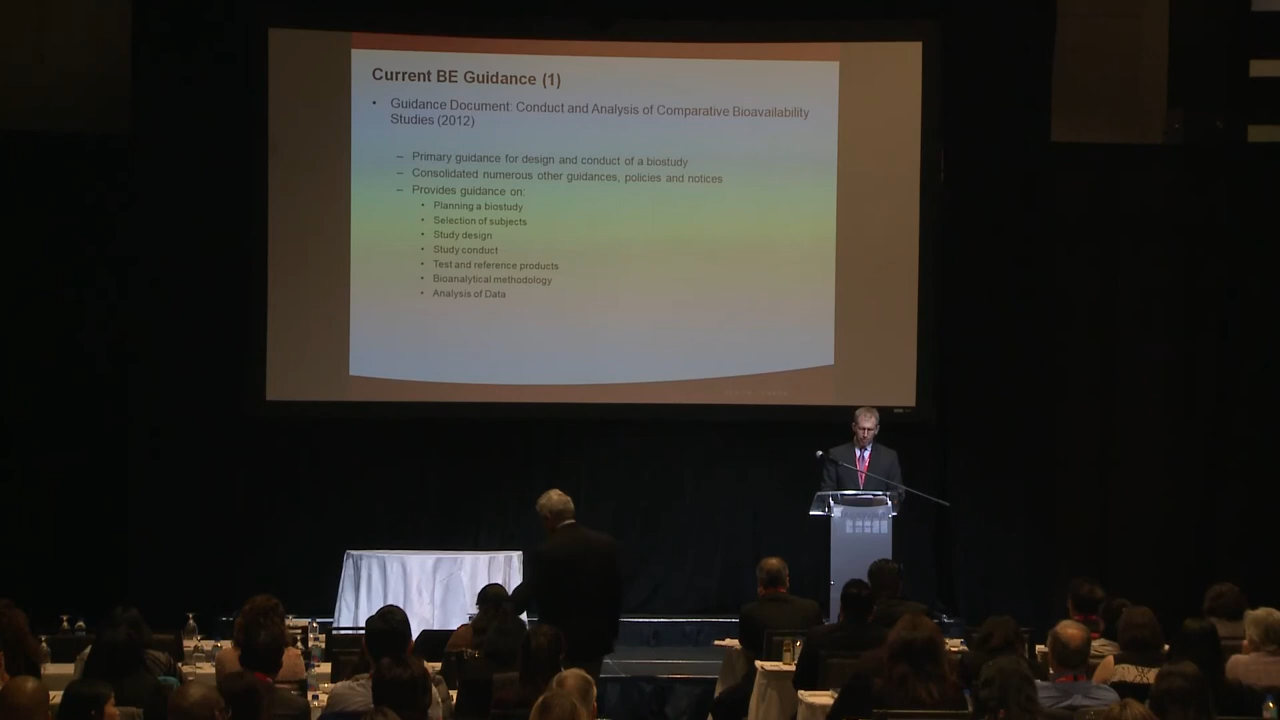 Current BE Guidance (1)
• Guidance Document: Conduct and Analysis of Comparative Bioavailability
Studies (2012)
– Primary guidance for design and conduct of a biostudy
– Consolidated numerous other guidances, policies and notices
– Provides guidance on:
• Planning a biostudy
• Selection of subjects
• Study design
• Study conduct
• Test and reference products
• Bioanalytical methodology
• Analysis of Data